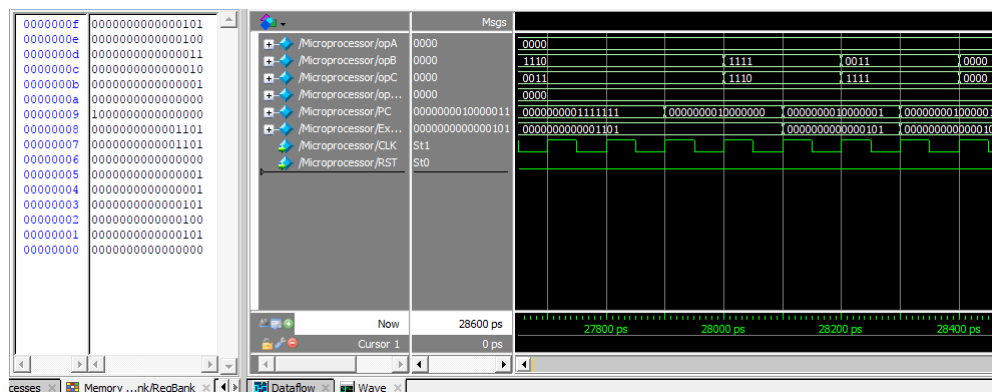 0000000f 0000000000000101
0000000e 0000000000000100
0000000d 0000000000000011
0000000c 0000000000000010
0000000b 0000000000000001
0000000a 0000000000000000
00000009 1000000000000000
00000008 0000000000001101
00000007 0000000000001101
00000006 0000000000000000
00000005 0000000000000001
00000004 0000000000000001
00000003 0000000000000101
00000002 0000000000000100
00000001 0000000000000101
00000000 0000000000000000
Msgs
/Microprocessor/opA 0000 0000
/Microprocessor/opB 0000 1110 1111 0011 0000
/Microprocessor/opC 0000 0011 1110 1111 0000
/Microprocessor/op... 0000 0000
/Microprocessor/PC 0000000010000011 0000000001111111 0000000010000000 0000000010000001 000000001000001
/Microprocessor/Ex... 0000000000000101 0000000000001101 0000000000000101 000000000000010
/Microprocessor/CLK St1
/Microprocessor/RST St0
Now 28600 ps 27800 ps 28000 ps 28200 ps 28400 ps
Cursor 1 0 ps
cesses Memory ...nk/RegBank Dataflow Wave